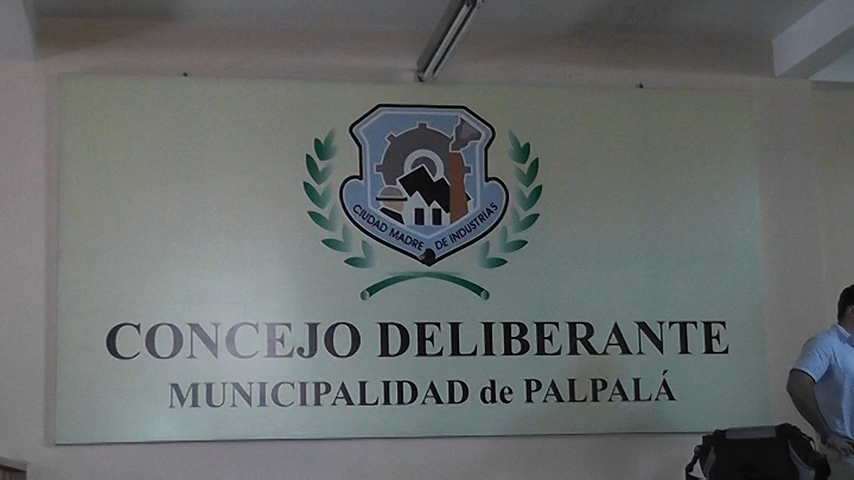 CIUDAD MADRE DE INDUSTRIAS
CONCEJO DELIBERANTE
MUNICIPALIDAD de PALPALÁ